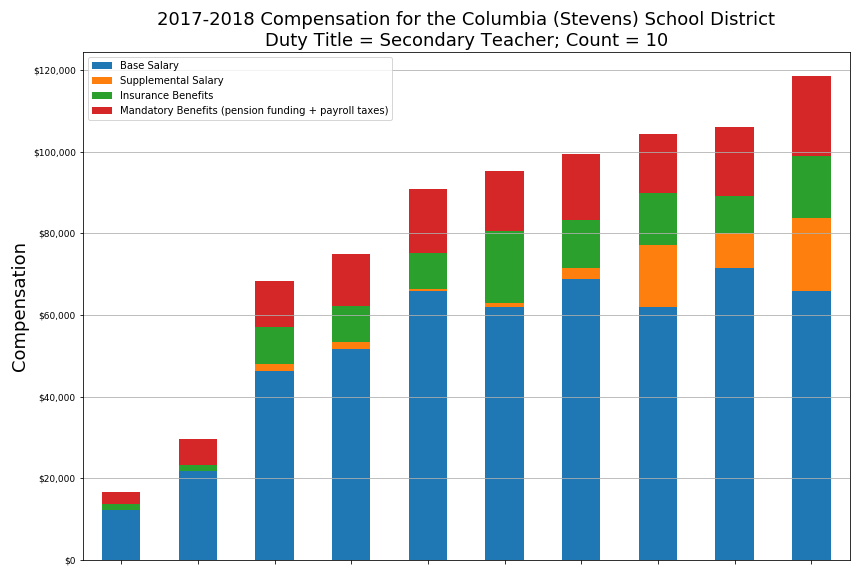 2017-2018 Compensation for the Columbia (Stevens) School District
Duty Title = Secondary Teacher; Count = 10
Base Salary
Supplemental Salary
Insurance Benefits
Mandatory Benefits (pension funding + payroll taxes)
$120,000
$100,000
$80,000
$60,000
$40,000
$20,000
$0
Compensation